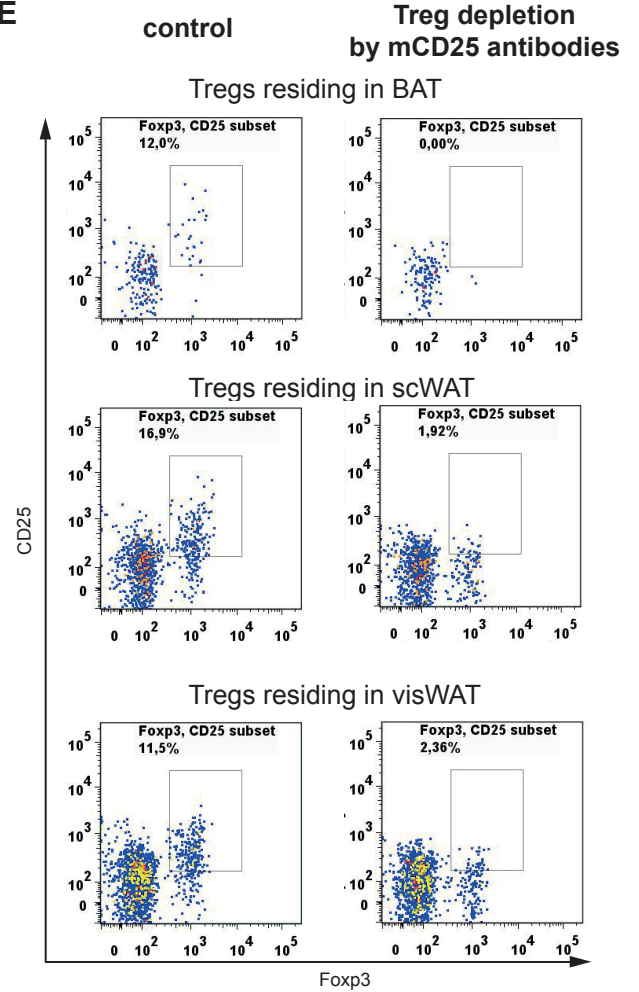 E
control
Treg depletion
by mCD25 antibodies
Tregs residing in BAT
Foxp3, CD25 subset
12,0%
10^5
10^4
10^3
10^2
0
0 10^2 10^3 10^4 10^5
Foxp3, CD25 subset
0,00%
10^5
10^4
10^3
10^2
0
0 10^2 10^3 10^4 10^5
Tregs residing in scWAT
Foxp3, CD25 subset
16,9%
10^5
10^4
10^3
10^2
0
0 10^2 10^3 10^4 10^5
Foxp3, CD25 subset
1,92%
10^5
10^4
10^3
10^2
0
0 10^2 10^3 10^4 10^5
CD25
Tregs residing in visWAT
Foxp3, CD25 subset
11,5%
10^5
10^4
10^3
10^2
0
0 10^2 10^3 10^4 10^5
Foxp3, CD25 subset
2,36%
10^5
10^4
10^3
10^2
0
0 10^2 10^3 10^4 10^5
Foxp3